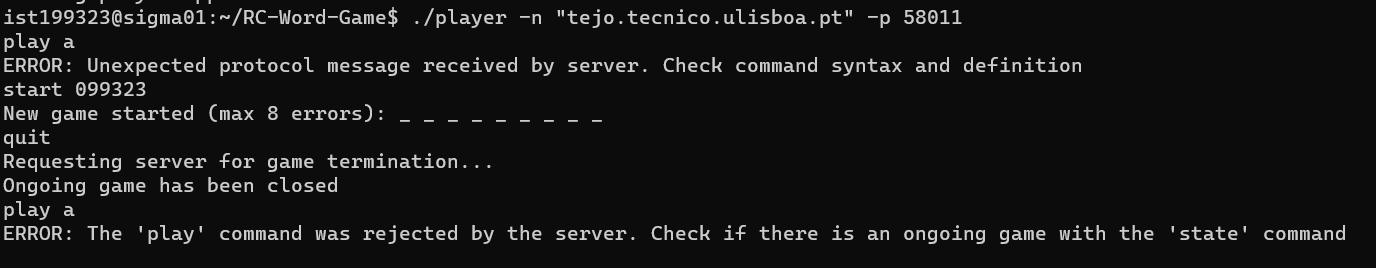 ist199323@sigma01:~/RC-Word-Game$ ./player -n "tejo.tecnico.ulisboa.pt" -p 58011
play a
ERROR: Unexpected protocol message received by server. Check command syntax and definition
start 099323
New game started (max 8 errors): _ _ _ _ _ _ _ _ _
quit
Requesting server for game termination...
Ongoing game has been closed
play a
ERROR: The 'play' command was rejected by the server. Check if there is an ongoing game with the 'state' command